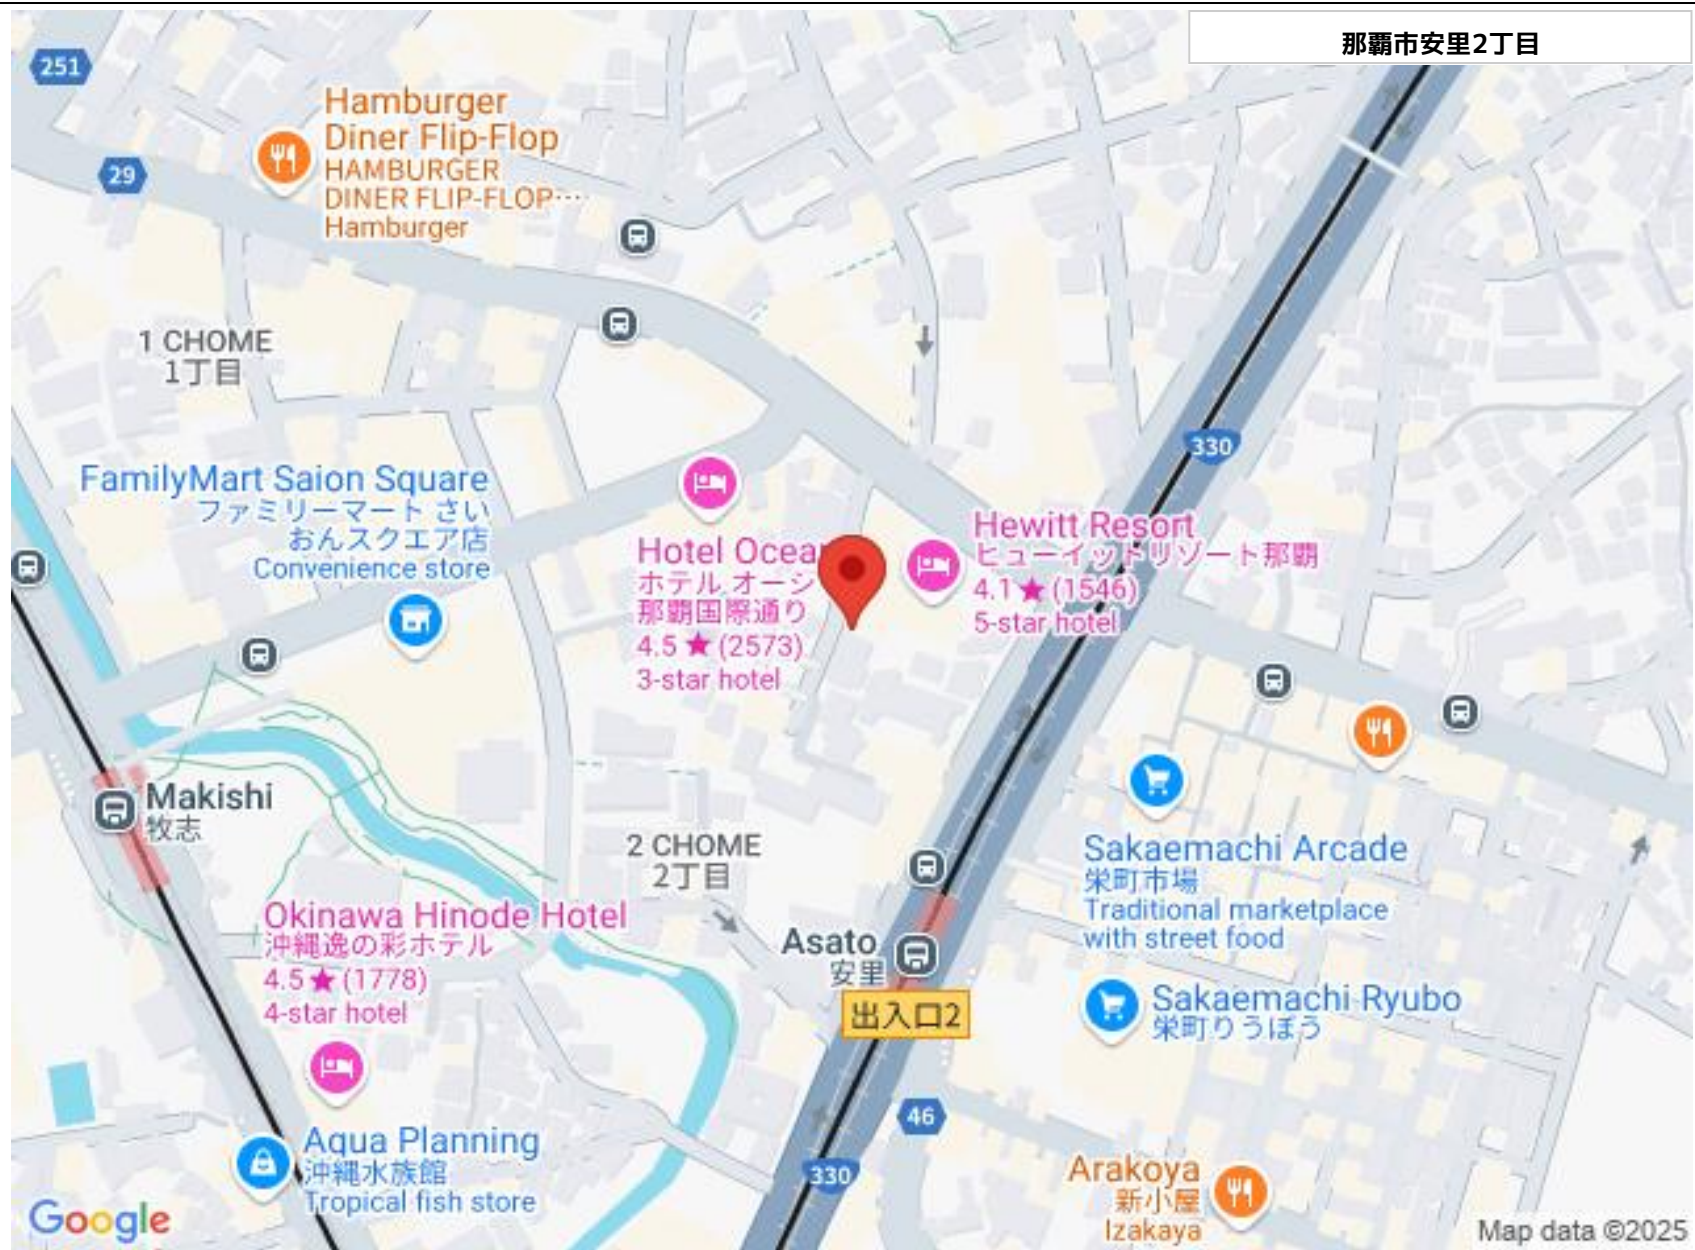 那覇市安里2丁目
251
Hamburger
Diner Flip-Flop
HAMBURGER
DINER FLIP-FLOP…
Hamburger
29
1 CHOME
1丁目
330
FamilyMart Saion Square
ファミリーマート さい
おんスクエア店
Convenience store
Hotel Ocea
ホテル オーシ
那覇国際通り
4.5 ★ (2573)
3-star hotel
Hewitt Resort
ヒューイットリゾート那覇
4.1 ★ (1546)
5-star hotel
Makishi
牧志
2 CHOME
2丁目
Sakaemachi Arcade
栄町市場
Traditional marketplace
with street food
Okinawa Hinode Hotel
沖縄逸の彩ホテル
4.5 ★ (1778)
4-star hotel
Asato
安里
出入口2
Sakaemachi Ryubo
栄町りうぼう
46
Aqua Planning
沖縄水族館
Tropical fish store
330
Arakoya
新小屋
Izakaya
Google
Map data ©2025